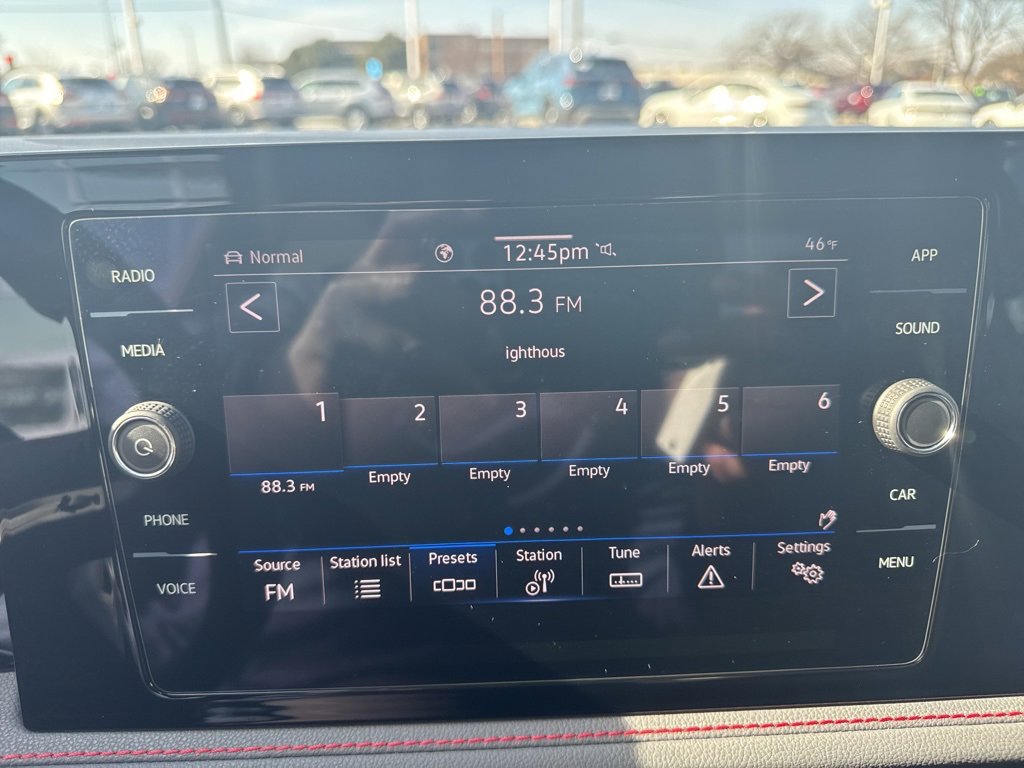 RADIO
MEDIA
PHONE
VOICE
Normal
12:45pm
46°F
88.3 FM
ighthous
1
2
3
4
5
6
88.3 FM
Empty
Empty
Empty
Empty
Empty
Source
FM
Station list
Presets
Station
Tune
Alerts
Settings
APP
SOUND
CAR
MENU